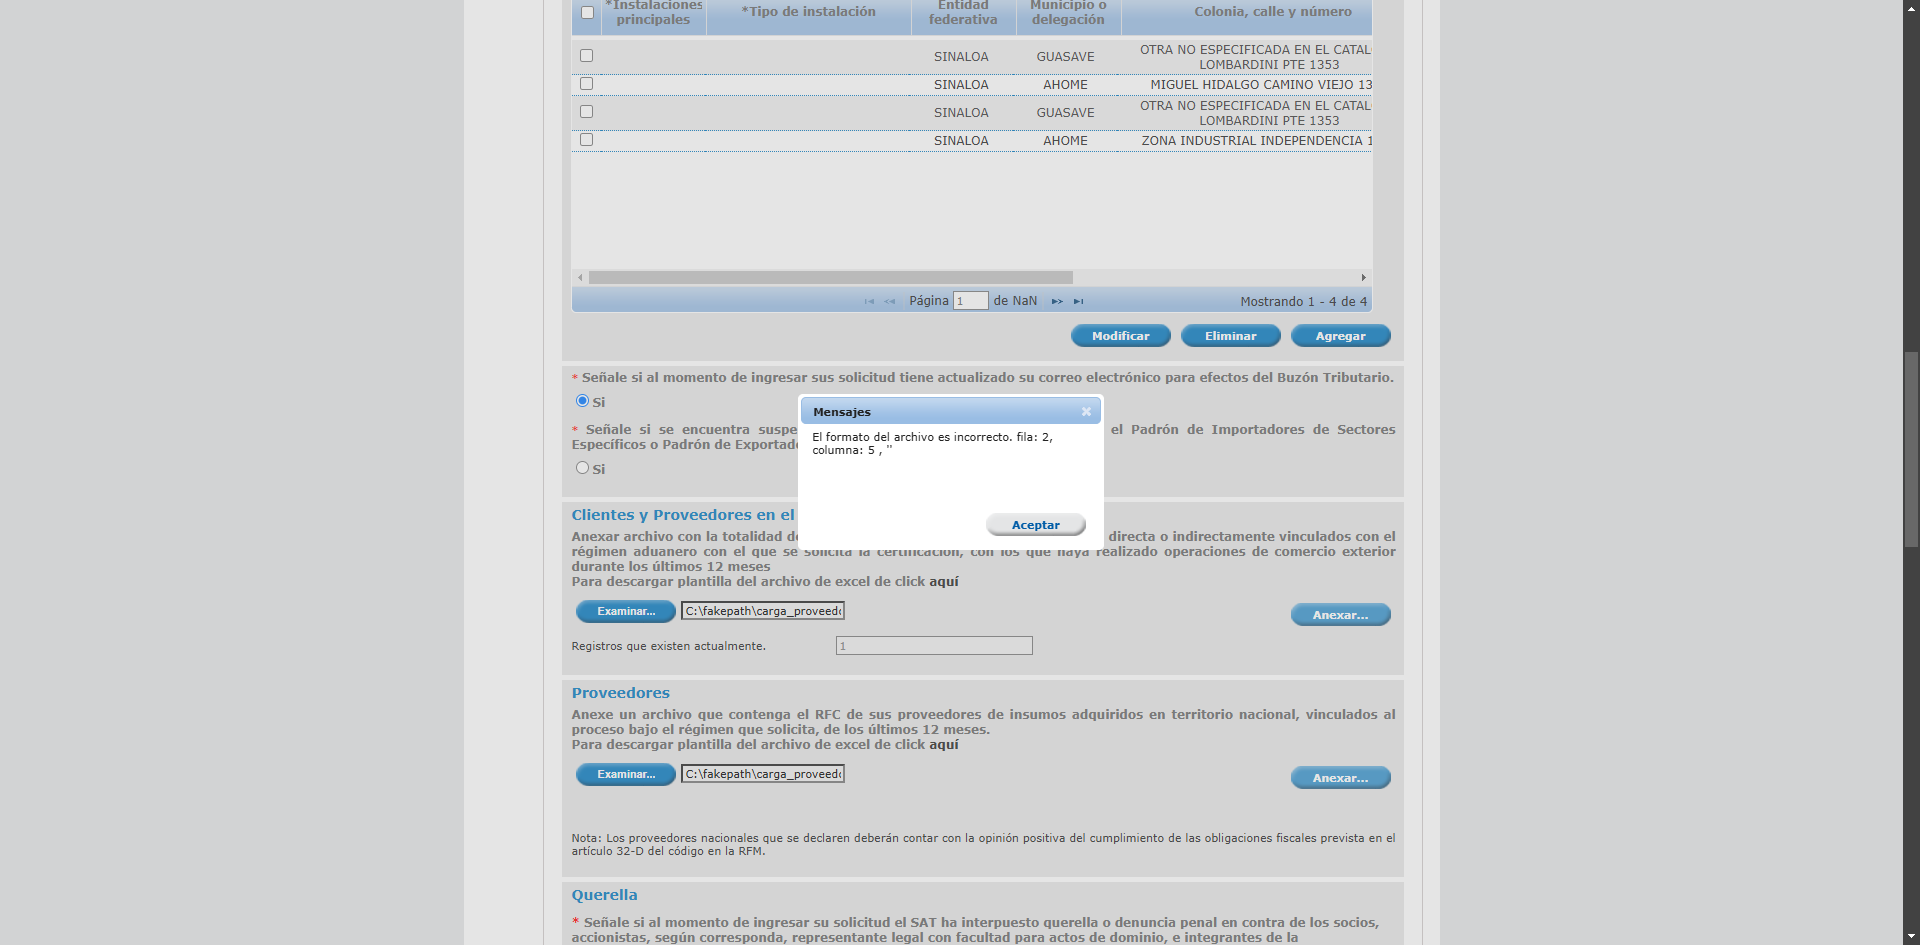 *Instalaciones principales
*Tipo de instalación
Entidad federativa
Municipio o delegación
Colonia, calle y número
SINALOA GUASAVE OTRA NO ESPECIFICADA EN EL CATAL
LOMBARDINI PTE 1353
SINALOA AHOME MIGUEL HIDALGO CAMINO VIEJO 13
SINALOA GUASAVE OTRA NO ESPECIFICADA EN EL CATAL
LOMBARDINI PTE 1353
SINALOA AHOME ZONA INDUSTRIAL INDEPENDENCIA 1
Página 1 de NaN
Mostrando 1 - 4 de 4
Modificar Eliminar Agregar
* Señale si al momento de ingresar sus solicitud tiene actualizado su correo electrónico para efectos del Buzón Tributario.
Si
* Señale si se encuentra suspe el Padrón de Importadores de Sectores
Específicos o Padrón de Exportad
Si
Mensajes
El formato del archivo es incorrecto. fila: 2,
columna: 5 , ''
Aceptar
Clientes y Proveedores en el
Anexar archivo con la totalidad d directa o indirectamente vinculados con el
régimen aduanero con el que se solicita la certificación, con los que haya realizado operaciones de comercio exterior
durante los últimos 12 meses
Para descargar plantilla del archivo de excel de click aquí
Examinar... C:\fakepath\carga_proveed
Anexar...
Registros que existen actualmente. 1
Proveedores
Anexe un archivo que contenga el RFC de sus proveedores de insumos adquiridos en territorio nacional, vinculados al
proceso bajo el régimen que solicita, de los últimos 12 meses.
Para descargar plantilla del archivo de excel de click aquí
Examinar... C:\fakepath\carga_proveed
Anexar...
Nota: Los proveedores nacionales que se declaren deberán contar con la opinión positiva del cumplimiento de las obligaciones fiscales prevista en el
artículo 32-D del código en la RFM.
Querella
* Señale si al momento de ingresar su solicitud el SAT ha interpuesto querella o denuncia penal en contra de los socios,
accionistas, según corresponda, representante legal con facultad para actos de dominio, e integrantes de la